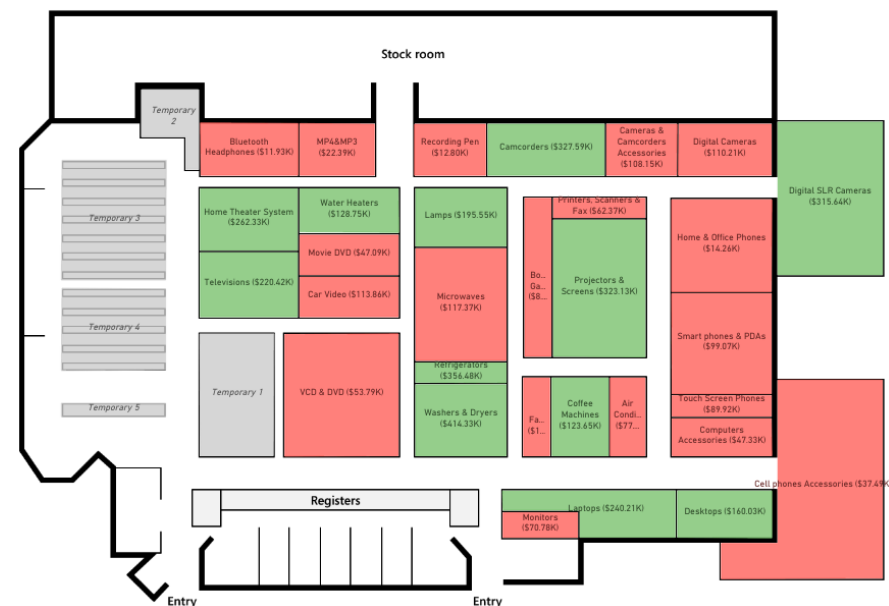 Stock room
Temporary
2
Bluetooth
Headphones ($11.93K)
MP4&MP3
($22.39K)
Recording Pen
($12.80K)
Camcorders ($327.59K)
Cameras &
Camcorders
Accessories
($108.15K)
Digital Cameras
($110.21K)
Digital SLR Cameras
($315.64K)
Temporary 3
Home Theater System
($262.33K)
Water Heaters
($128.75K)
Lamps ($195.55K)
Printers, Scanners &
Fax ($62.37K)
Home & Office Phones
($14.26K)
Movie DVD ($47.09K)
Televisions ($220.42K)
Car Video ($113.86K)
Microwaves
($117.37K)
Bo...
Ga...
($8...
Projectors &
Screens ($323.13K)
Temporary 4
Smart phones & PDAs
($99.07K)
Refrigerators
($356.48K)
Temporary 1
VCD & DVD ($53.79K)
Temporary 5
Washers & Dryers
($414.33K)
Fa...
($1...
Coffee
Machines
($123.65K)
Air
Condi...
($77...
Touch Screen Phones
($89.92K)
Computers
Accessories ($47.33K)
Cell phones Accessories ($37.49K
Registers
Laptops ($240.21K)
Monitors
($70.78K)
Desktops ($160.03K)
Entry
Entry